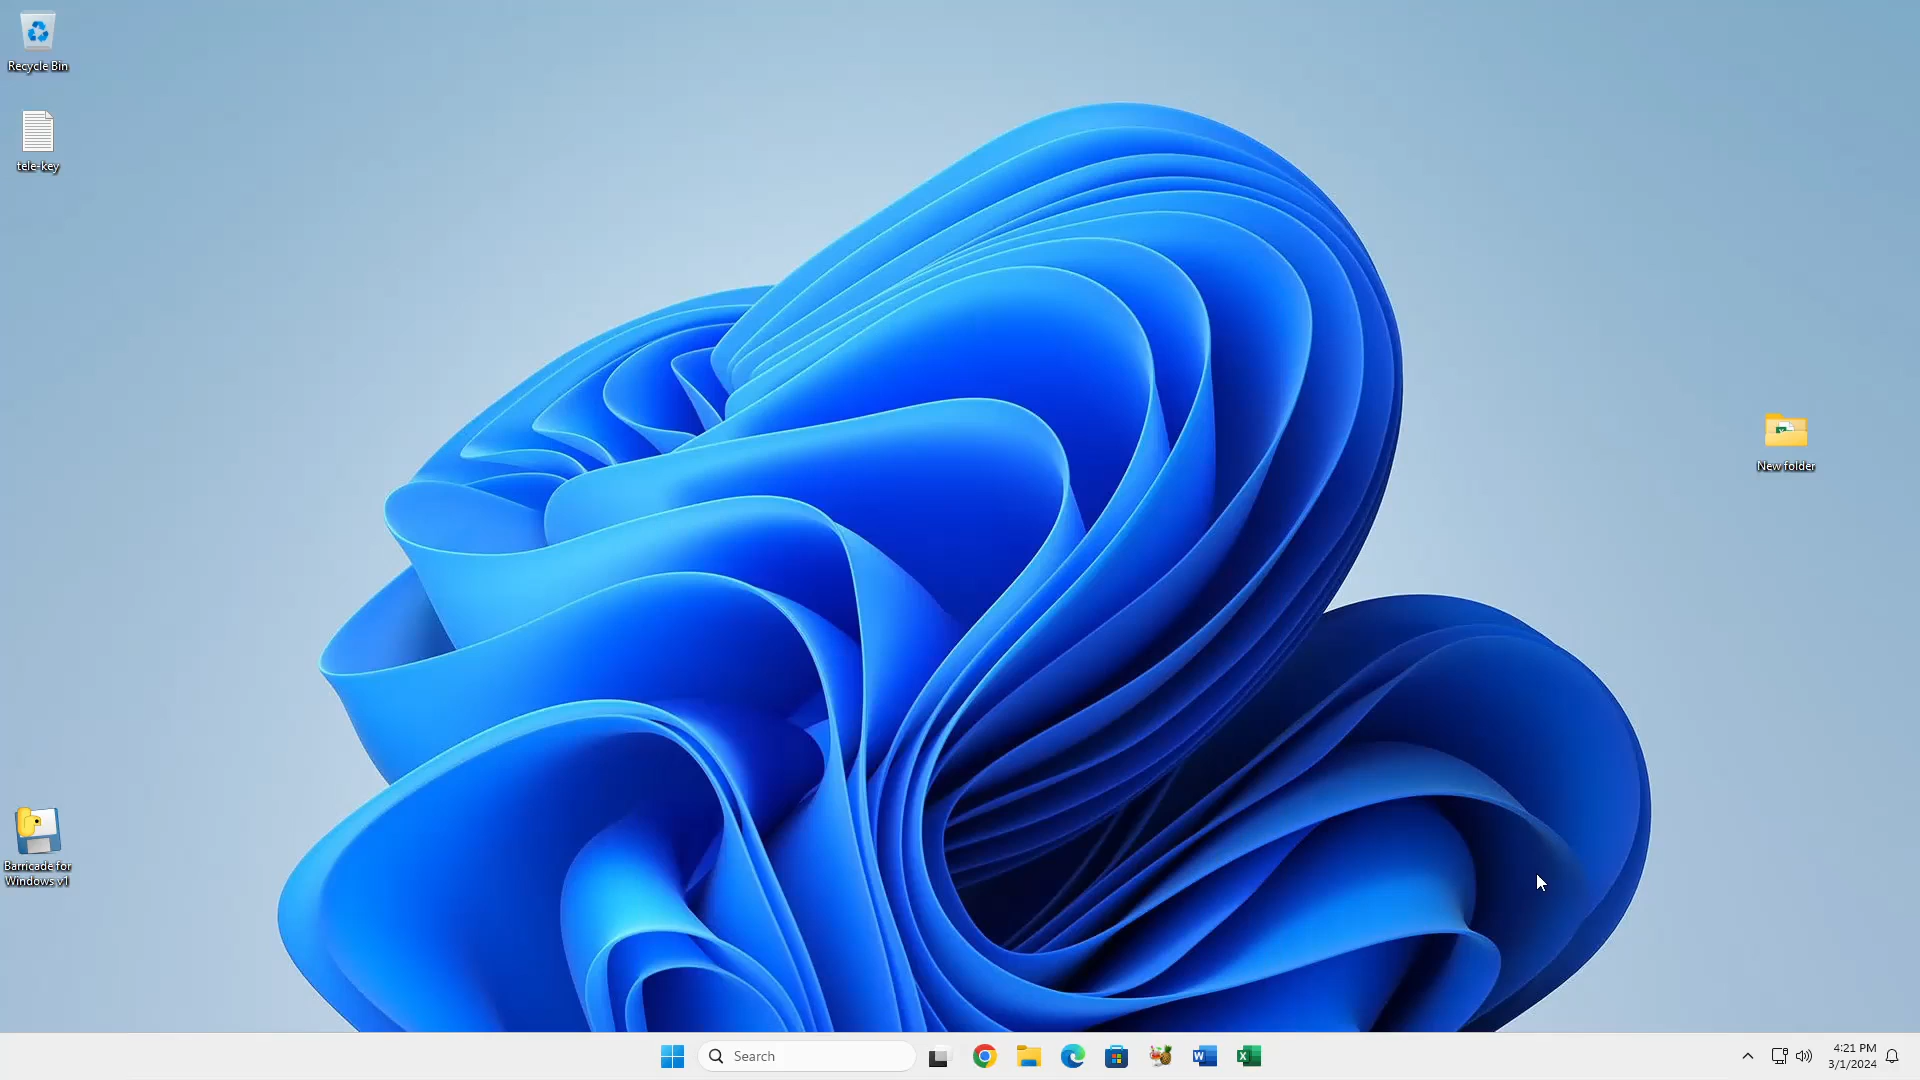 Recycle Bin
tele-key
New folder
Barricade for
Windows v1
Search
4:21 PM
3/1/2024